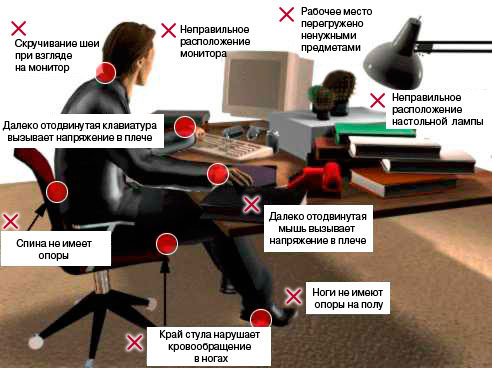 Скручивание шеи
при взгляде
на монитор
Неправильное
расположение
монитора
Рабочее место
перегружено
ненужными
предметами
Неправильное
расположение
настольной лампы
Далеко отодвинутая клавиатура
вызывает напряжение в плече
Далеко отодвинутая
мышь вызывает
напряжение в плече
Спина не имеет
опоры
Ноги не имеют
опоры на полу
Край стула нарушает
кровообращение
в ногах